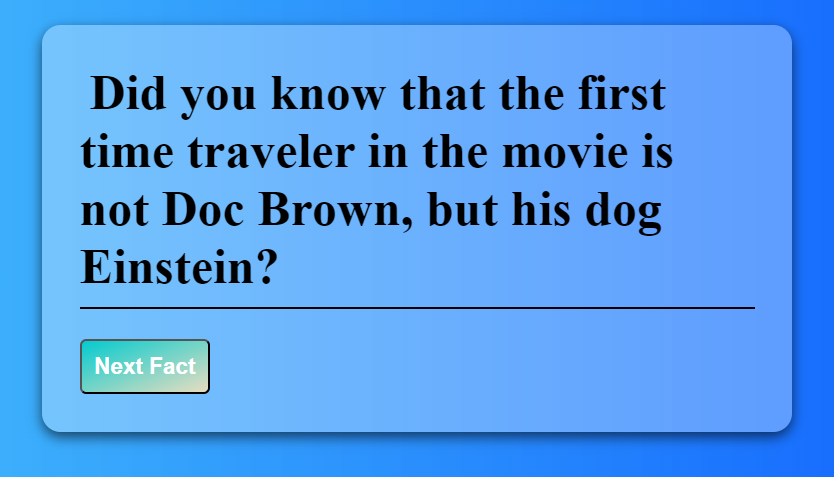 Did you know that the first
time traveler in the movie is
not Doc Brown, but his dog
Einstein?
Next Fact